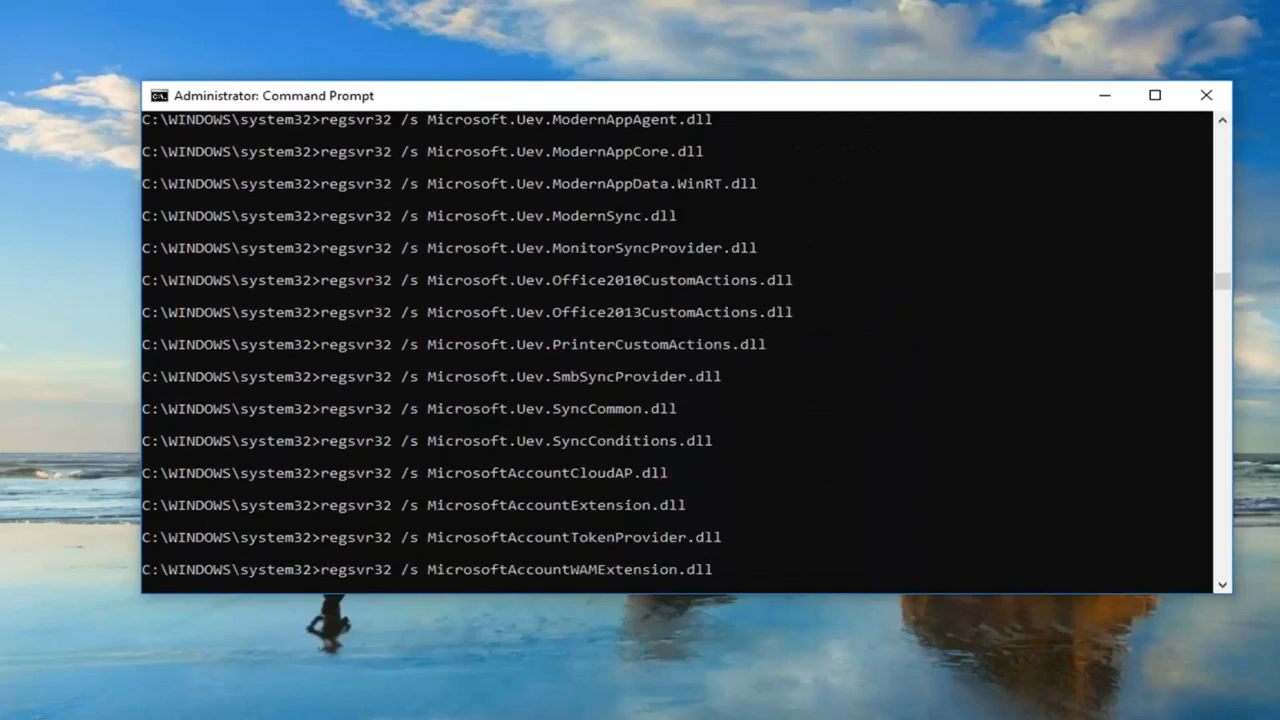 Administrator: Command Prompt
C:\WINDOWS\system32>regsvr32 /s Microsoft.Uev.ModernAppAgent.dll
C:\WINDOWS\system32>regsvr32 /s Microsoft.Uev.ModernAppCore.dll
C:\WINDOWS\system32>regsvr32 /s Microsoft.Uev.ModernAppData.WinRT.dll
C:\WINDOWS\system32>regsvr32 /s Microsoft.Uev.ModernSync.dll
C:\WINDOWS\system32>regsvr32 /s Microsoft.Uev.MonitorSyncProvider.dll
C:\WINDOWS\system32>regsvr32 /s Microsoft.Uev.Office2010CustomActions.dll
C:\WINDOWS\system32>regsvr32 /s Microsoft.Uev.Office2013CustomActions.dll
C:\WINDOWS\system32>regsvr32 /s Microsoft.Uev.PrinterCustomActions.dll
C:\WINDOWS\system32>regsvr32 /s Microsoft.Uev.SmbSyncProvider.dll
C:\WINDOWS\system32>regsvr32 /s Microsoft.Uev.SyncCommon.dll
C:\WINDOWS\system32>regsvr32 /s Microsoft.Uev.SyncConditions.dll
C:\WINDOWS\system32>regsvr32 /s MicrosoftAccountCloudAP.dll
C:\WINDOWS\system32>regsvr32 /s MicrosoftAccountExtension.dll
C:\WINDOWS\system32>regsvr32 /s MicrosoftAccountTokenProvider.dll
C:\WINDOWS\system32>regsvr32 /s MicrosoftAccountWAMExtension.dll